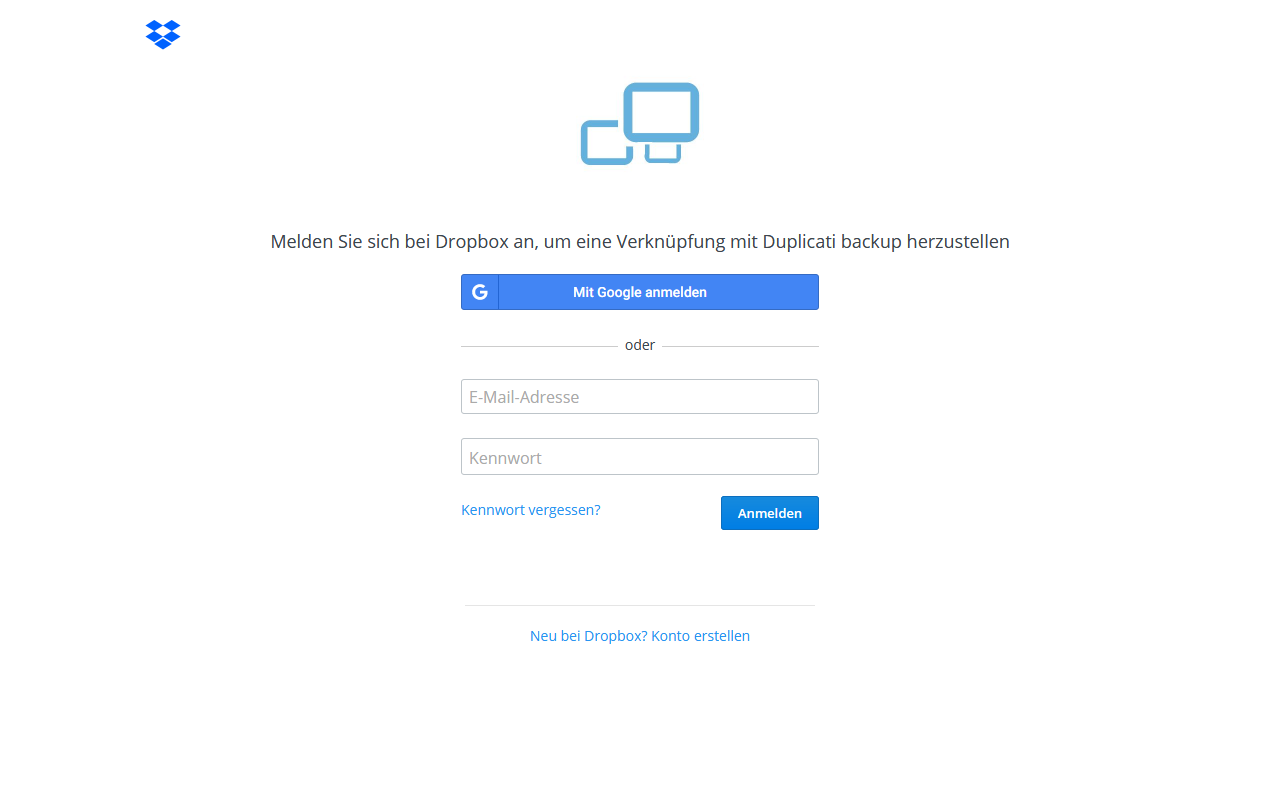 Melden Sie sich bei Dropbox an, um eine Verknüpfung mit Duplicati backup herzustellen
Mit Google anmelden
oder
E-Mail-Adresse
Kennwort
Kennwort vergessen?
Anmelden
Neu bei Dropbox? Konto erstellen